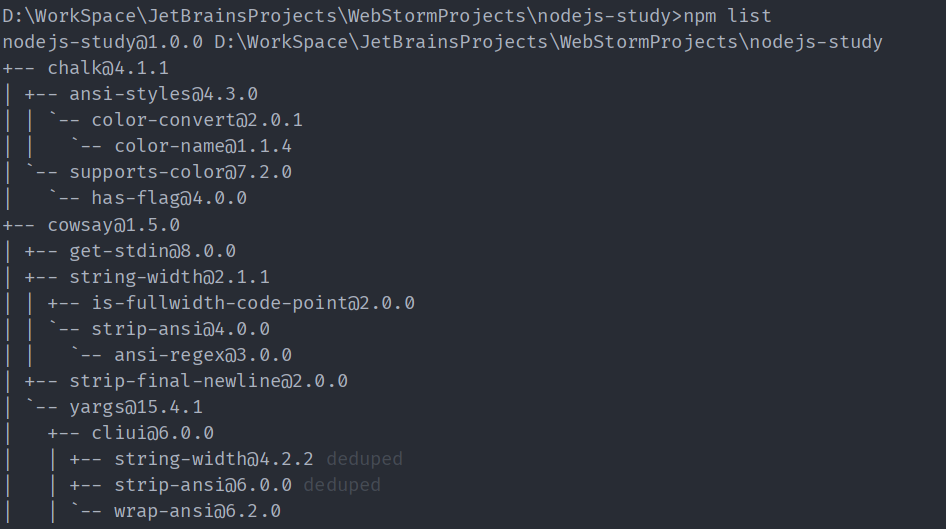 D:\WorkSpace\JetBrainsProjects\WebStormProjects\nodejs-study>npm list
nodejs-study@1.0.0 D:\WorkSpace\JetBrainsProjects\WebStormProjects\nodejs-study
+-- chalk@4.1.1
| +-- ansi-styles@4.3.0
| | `-- color-convert@2.0.1
| |   `-- color-name@1.1.4
| `-- supports-color@7.2.0
|   `-- has-flag@4.0.0
+-- cowsay@1.5.0
| +-- get-stdin@8.0.0
| +-- string-width@2.1.1
| | +-- is-fullwidth-code-point@2.0.0
| | `-- strip-ansi@4.0.0
| |   `-- ansi-regex@3.0.0
| +-- strip-final-newline@2.0.0
| `-- yargs@15.4.1
|   +-- cliui@6.0.0
|   | +-- string-width@4.2.2 deduped
|   | +-- strip-ansi@6.0.0 deduped
|   | `-- wrap-ansi@6.2.0